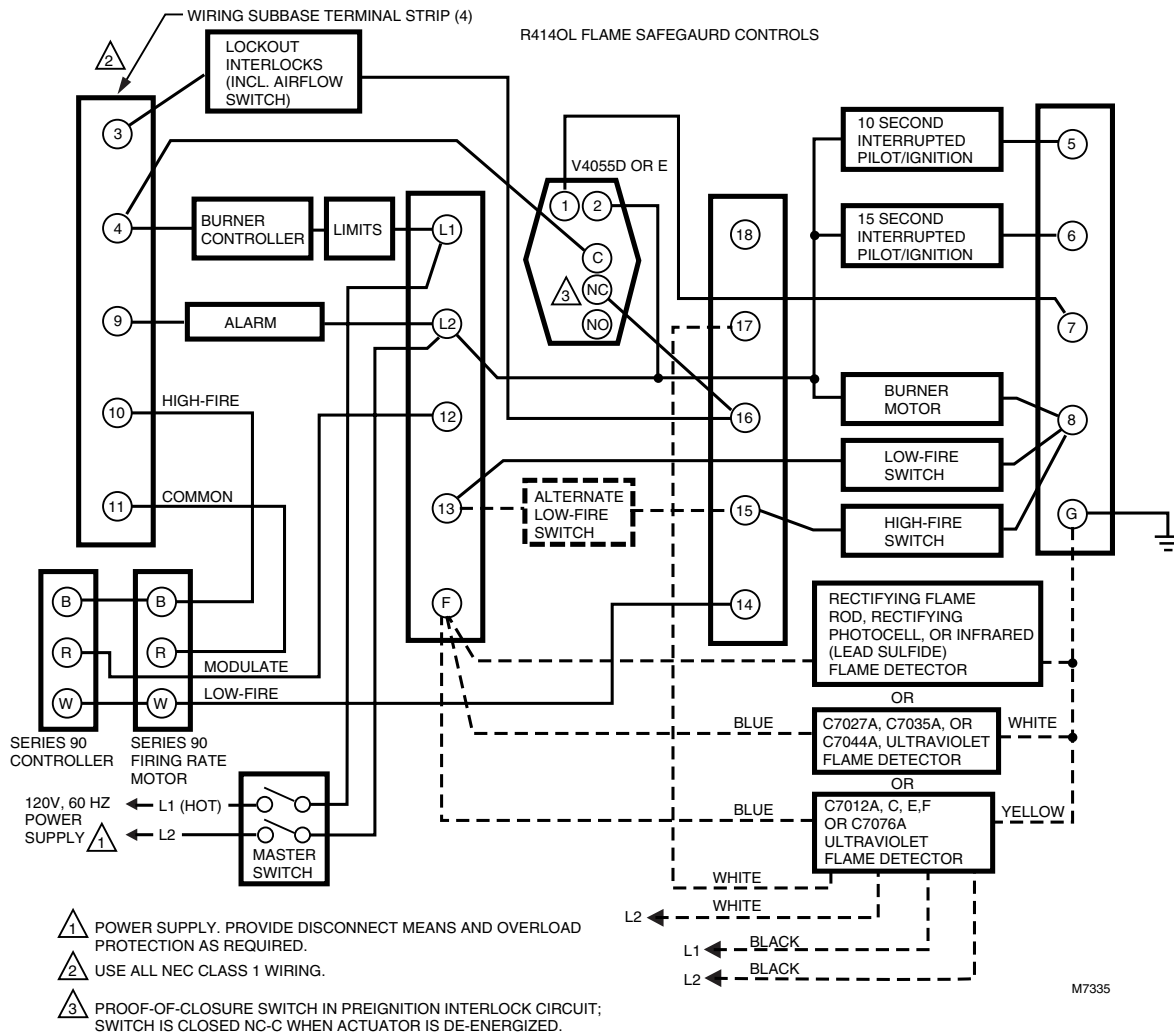 WIRING SUBBASE TERMINAL STRIP (4)
R414OL FLAME SAFEGAURD CONTROLS
2
LOCKOUT
INTERLOCKS
(INCL. AIRFLOW
SWITCH)
3
4
9
10
11
BURNER
CONTROLLER
LIMITS
ALARM
HIGH-FIRE
COMMON
L1
L2
12
13
F
V4055D OR E
1
2
C
NC
NO
3
ALTERNATE
LOW-FIRE
SWITCH
18
17
16
15
14
10 SECOND
INTERRUPTED
PILOT/IGNITION
15 SECOND
INTERRUPTED
PILOT/IGNITION
BURNER
MOTOR
LOW-FIRE
SWITCH
HIGH-FIRE
SWITCH
5
6
7
8
G
B
R
W
B
R
W
MODULATE
LOW-FIRE
SERIES 90
CONTROLLER
SERIES 90
FIRING RATE
MOTOR
RECTIFYING FLAME
ROD, RECTIFYING
PHOTOCELL, OR INFRARED
(LEAD SULFIDE)
FLAME DETECTOR
OR
BLUE
C7027A, C7035A, OR
C7044A, ULTRAVIOLET
FLAME DETECTOR
WHITE
OR
BLUE
C7012A, C, E,F
OR C7076A
ULTRAVIOLET
FLAME DETECTOR
YELLOW
120V, 60 HZ
POWER
SUPPLY
1
L1 (HOT)
L2
MASTER
SWITCH
WHITE
WHITE
L2
BLACK
L1
BLACK
L2
1 POWER SUPPLY. PROVIDE DISCONNECT MEANS AND OVERLOAD
PROTECTION AS REQUIRED.
2 USE ALL NEC CLASS 1 WIRING.
3 PROOF-OF-CLOSURE SWITCH IN PREIGNITION INTERLOCK CIRCUIT;
SWITCH IS CLOSED NC-C WHEN ACTUATOR IS DE-ENERGIZED.
M7335